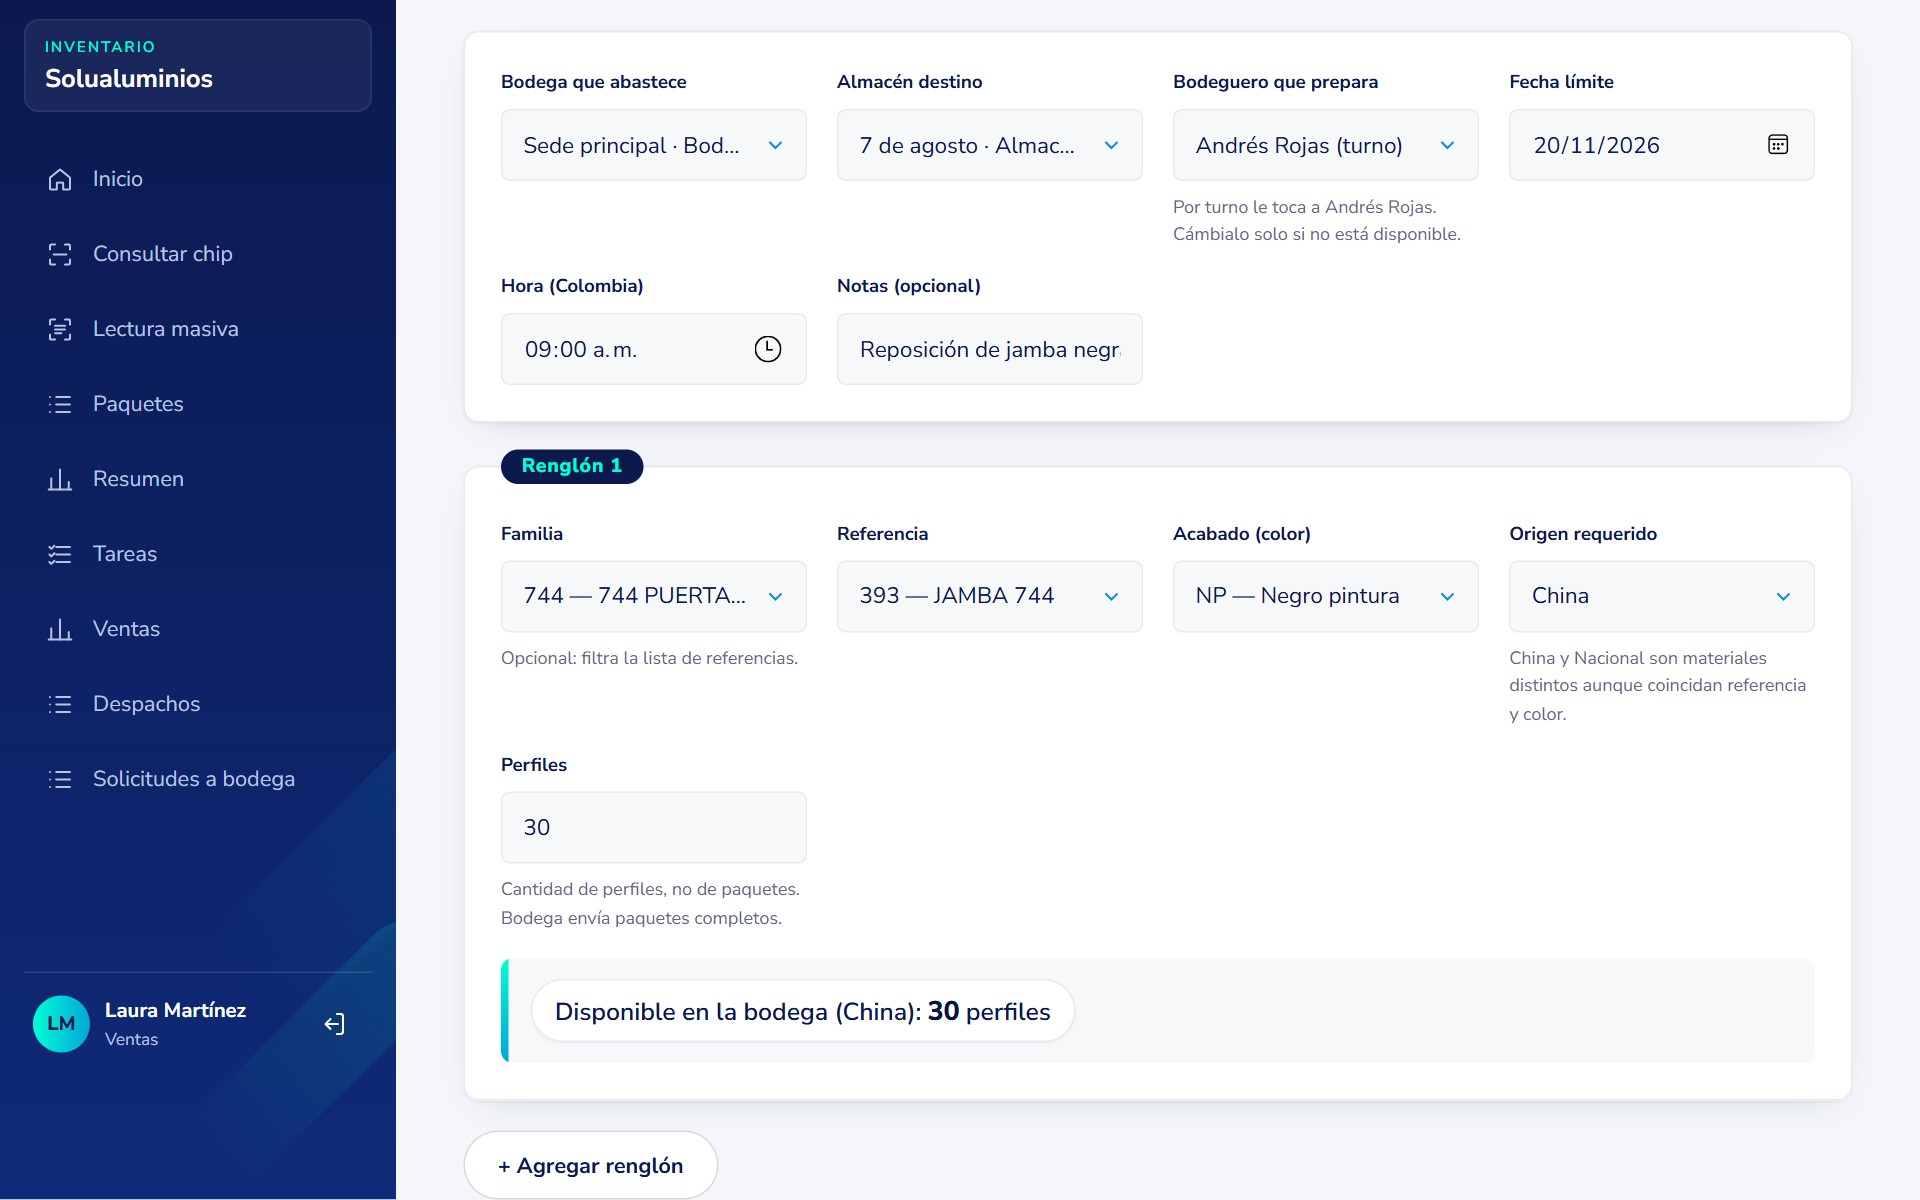 INVENTARIO
Solualuminios
Inicio
Consultar chip
Lectura masiva
Paquetes
Resumen
Tareas
Ventas
Despachos
Solicitudes a bodega
LM
Laura Martínez
Ventas
Bodega que abastece
Sede principal · Bod...
Almacén destino
7 de agosto · Almac...
Bodeguero que prepara
Andrés Rojas (turno)
Por turno le toca a Andrés Rojas.
Cámbialo solo si no está disponible.
Fecha límite
20/11/2026
Hora (Colombia)
09:00 a.m.
Notas (opcional)
Reposición de jamba negr
Renglón 1
Familia
744 — 744 PUERTA...
Opcional: filtra la lista de referencias.
Referencia
393 — JAMBA 744
Acabado (color)
NP — Negro pintura
Origen requerido
China
China y Nacional son materiales
distintos aunque coincidan referencia
y color.
Perfiles
30
Cantidad de perfiles, no de paquetes.
Bodega envía paquetes completos.
Disponible en la bodega (China): 30 perfiles
+ Agregar renglón